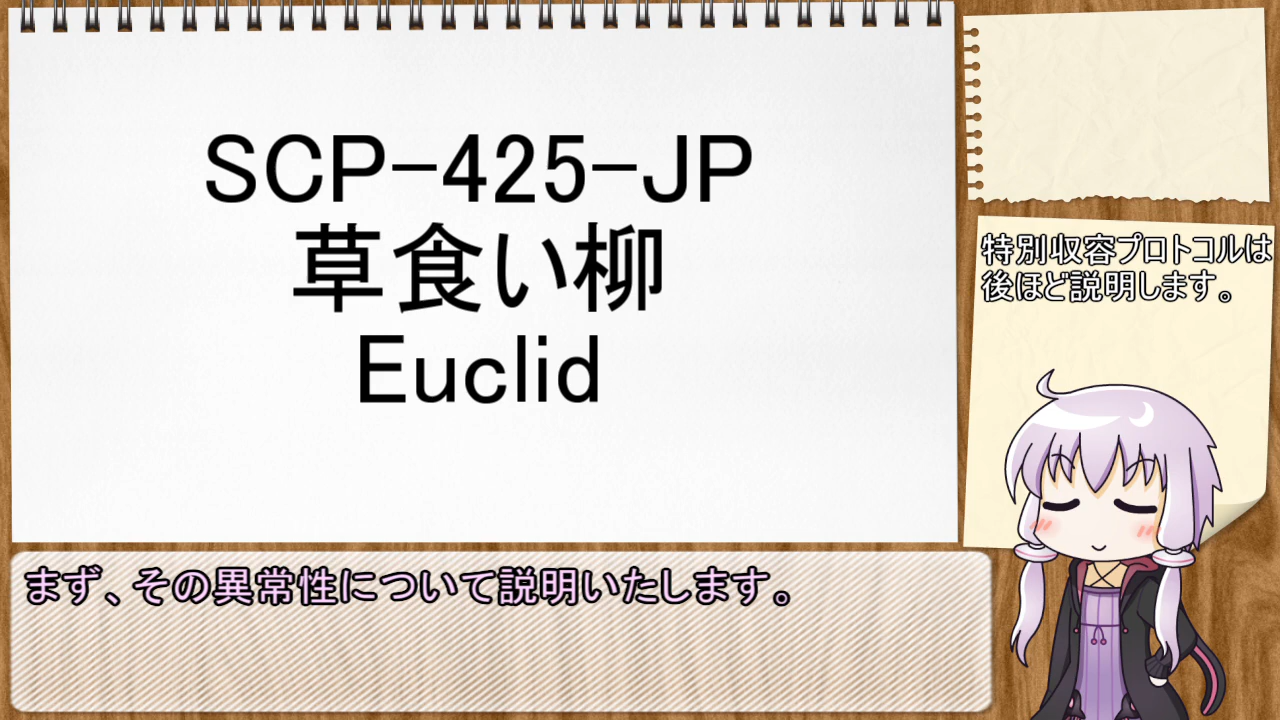 SCP-425-JP
草食い柳
Euclid
特別収容プロトコルは
後ほど説明します。
まず、その異常性について説明いたします。